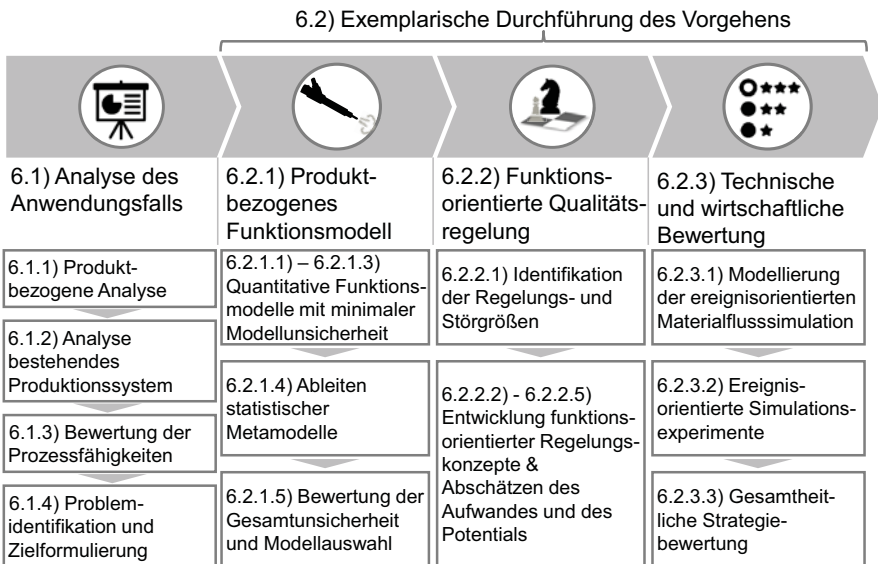 6.2) Exemplarische Durchführung des Vorgehens
6.1) Analyse des
Anwendungsfalls
6.1.1) Produkt-
bezogene Analyse
6.1.2) Analyse
bestehendes
Produktionssystem
6.1.3) Bewertung der
Prozessfähigkeiten
6.1.4) Problem-
identifikation und
Zielformulierung
6.2.1) Produkt-
bezogenes
Funktionsmodell
6.2.1.1) – 6.2.1.3)
Quantitative Funktions-
modelle mit minimaler
Modellunsicherheit
6.2.1.4) Ableiten
statistischer
Metamodelle
6.2.1.5) Bewertung der
Gesamtunsicherheit
und Modellauswahl
6.2.2) Funktions-
orientierte Qualitäts-
regelung
6.2.2.1) Identifikation
der Regelungs- und
Störgrößen
6.2.2.2) - 6.2.2.5)
Entwicklung funktions-
orientierter Regelungs-
konzepte &
Abschätzen des
Aufwandes und des
Potentials
6.2.3) Technische
und wirtschaftliche
Bewertung
6.2.3.1) Modellierung
der ereignisorientierten
Materialflusssimulation
6.2.3.2) Ereignis-
orientierte Simulations-
experimente
6.2.3.3) Gesamtheit-
liche Strategie-
bewertung